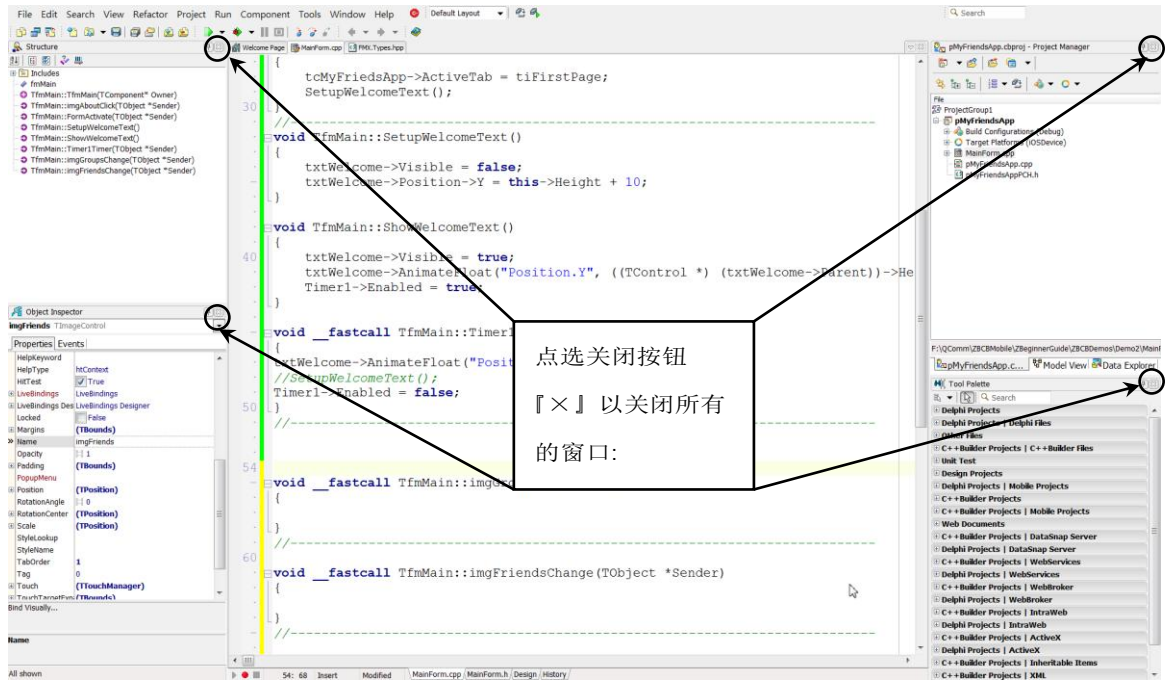 File Edit Search View Refactor Project Run Component Tools Window Help Default Layout
Search
Structure
Welcome Page MainForm.cpp FMX.Types.hpp
pMyFriendsApp.cbproj - Project Manager
Includes
fmMain
TfmMain::TfmMain(TComponent* Owner)
TfmMain::imgAboutClick(TObject *Sender)
TfmMain::FormActivate(TObject *Sender)
TfmMain::SetupWelcomeText()
TfmMain::ShowWelcomeText()
TfmMain::Timer1Timer(TObject *Sender)
TfmMain::imgGroupsChange(TObject *Sender)
TfmMain::imgFriendsChange(TObject *Sender)
Object Inspector
imgFriends TImageControl
Properties Events
HelpKeyword
HelpType htContext
HitTest True
LiveBindings LiveBindings
LiveBindings Des LiveBindings Designer
Locked False
Margins (TBounds)
Name imgFriends
Opacity 1
Padding (TBounds)
PopupMenu
Position (TPosition)
RotationAngle 0
RotationCenter (TPosition)
Scale (TPosition)
StyleLookup
StyleName
TabOrder 1
Tag 0
Touch (TTouchManager)
TouchTargetExp (TBounds)
Bind Visually...
Name
All shown
{
tcMyFriedsApp->ActiveTab = tiFirstPage;
SetupWelcomeText();
30 }
//
void TfmMain::SetupWelcomeText()
{
txtWelcome->Visible = false;
txtWelcome->Position->Y = this->Height + 10;
}
void TfmMain::ShowWelcomeText()
{
40 txtWelcome->Visible = true;
txtWelcome->AnimateFloat("Position.Y", ((TControl *) (txtWelcome->Parent))->He
Timer1->Enabled = true;
}
void __fastcall TfmMain::Timer1
{
txtWelcome->AnimateFloat("Posit
//SetupWelcomeText();
Timer1->Enabled = false;
50 }
//
54
void __fastcall TfmMain::imgGro
{
}
//
60
void __fastcall TfmMain::imgFriendsChange(TObject *Sender)
{
}
//
54: 68 Insert Modified MainForm.cpp MainForm.h Design History
点选关闭按钮
『×』以关闭所有
的窗口:
File
ProjectGroup1
pMyFriendsApp
Build Configurations (Debug)
Target Platforms (iOSDevice)
MainForm.cpp
pMyFriendsApp.cpp
pMyFriendsAppPCH.h
F:\QComm\ZBCBMobile\ZBeginnerGuide\ZBCBDemos\Demo2\MainF
pMyFriendsApp.c... Model View Data Explorer
Tool Palette
Search
Delphi Projects
Delphi Projects | Delphi Files
Other Files
C++Builder Projects | C++Builder Files
Unit Test
Design Projects
Delphi Projects | Mobile Projects
C++Builder Projects
C++Builder Projects | Mobile Projects
Web Documents
C++Builder Projects | DataSnap Server
Delphi Projects | DataSnap Server
C++Builder Projects | WebServices
Delphi Projects | WebServices
C++Builder Projects | WebBroker
Delphi Projects | WebBroker
C++Builder Projects | IntraWeb
Delphi Projects | IntraWeb
C++Builder Projects | ActiveX
Delphi Projects | ActiveX
C++Builder Projects | Inheritable Items
C++Builder Projects | XML